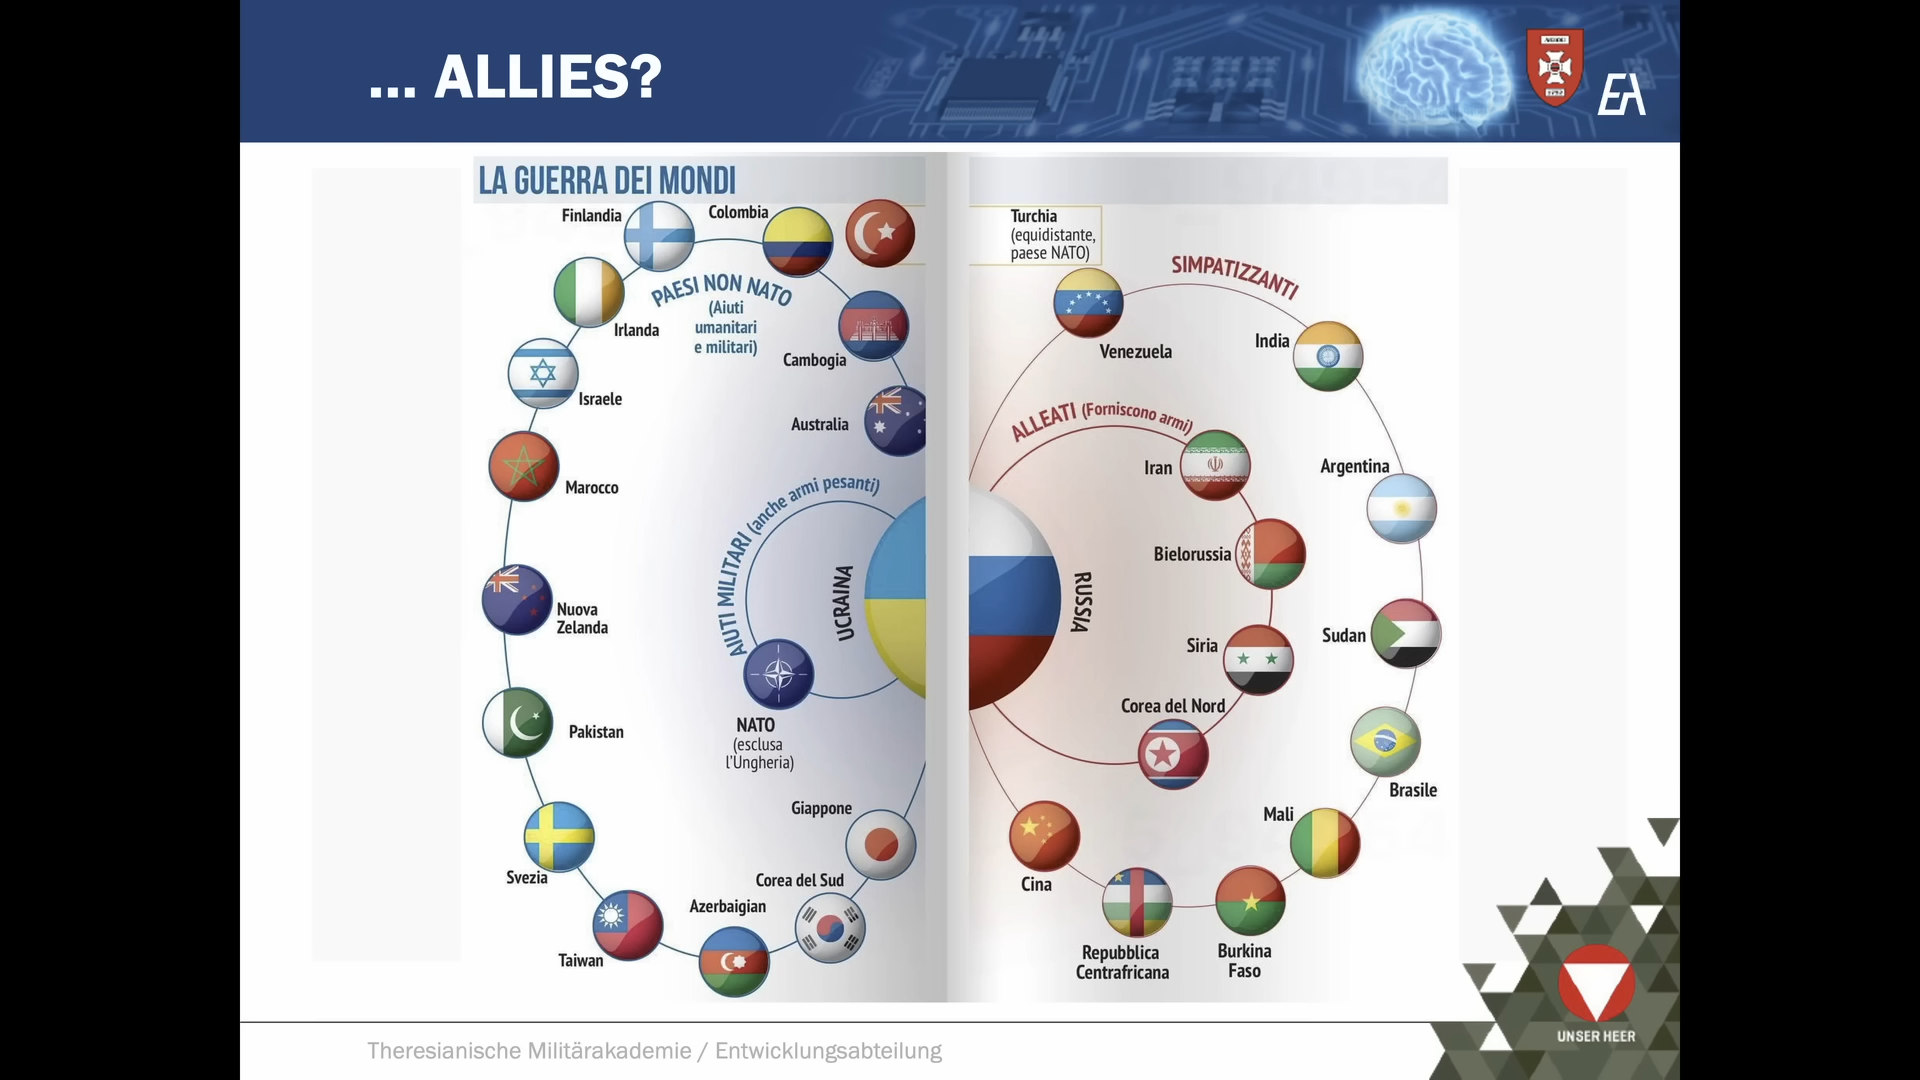 ... ALLIES?
EA
LA GUERRA DEI MONDI
Finlandia
Colombia
Turchia
(equidistante,
paese NATO)
PAESI NON NATO
(Aiuti
umanitari
e militari)
Irlanda
Cambogia
Israele
Australia
Marocco
Nuova
Zelanda
Pakistan
Svezia
Taiwan
Azerbaigian
Corea del Sud
Giappone
AIUTI MILITARI (anche armi pesanti)
UCRAINA
NATO
(esclusa
l'Ungheria)
SIMPATIZZANTI
Venezuela
India
ALLEATI (Forniscono armi)
Iran
Argentina
Bielorussia
RUSSIA
Siria
Sudan
Corea del Nord
Brasile
Mali
Cina
Repubblica
Centrafricana
Burkina
Faso
UNSER HEER
Theresianische Militärakademie / Entwicklungsabteilung